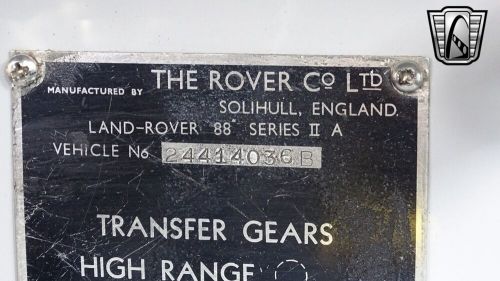 MANUFACTURED BY THE ROVER Co LTD
SOLIHULL, ENGLAND.
LAND-ROVER 88" SERIES II A
VEHICLE No 24414036B
TRANSFER GEARS
HIGH RANGE